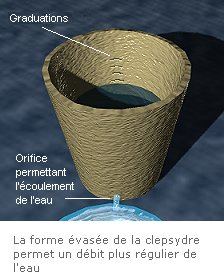 Graduations
Orifice
permettant
l'écoulement
de l'eau
La forme évasée de la clepsydre
permet un débit plus régulier de
l'eau